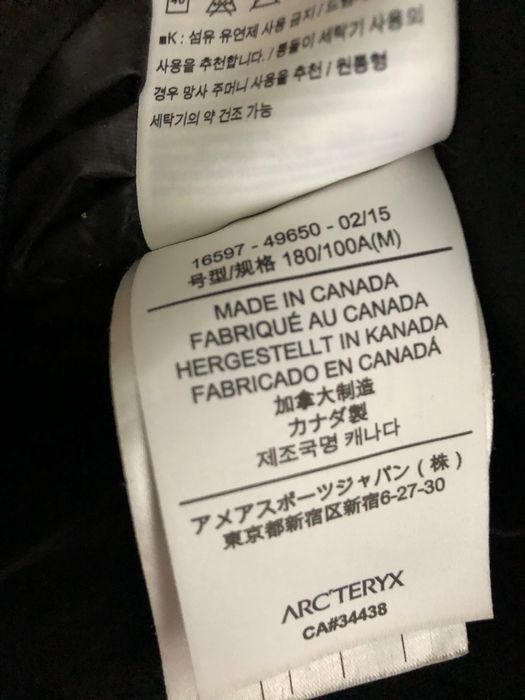 40
■K : 섬유 유연제 사용 금지 /
사용을 추천합니다. / 통돌이 세탁기 사용의
경우 망사 주머니 사용을 추천 / 원통형
세탁기의 약 건조 가능
16597 - 49650 - 02/15
号型/规格 180/100A(M)
MADE IN CANADA
FABRIQUÉ AU CANADA
HERGESTELLT IN KANADA
FABRICADO EN CANADÁ
加拿大制造
カナダ製
제조국명 캐나다
アメアスポーツジャパン ( 株 )
東京都新宿区新宿6-27-30
ARC'TERYX
CA#34438